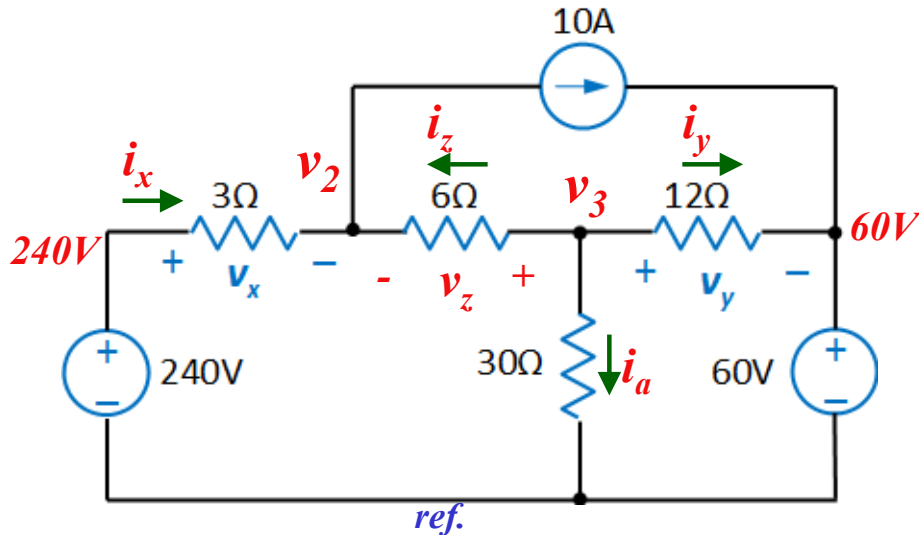 10A
i_x
v_2
i_z
i_y
3Ω
6Ω
v_3
12Ω
240V
60V
+ v_x −
- v_z +
+ v_y −
+
−
240V
30Ω
i_a
60V
+
−
ref.